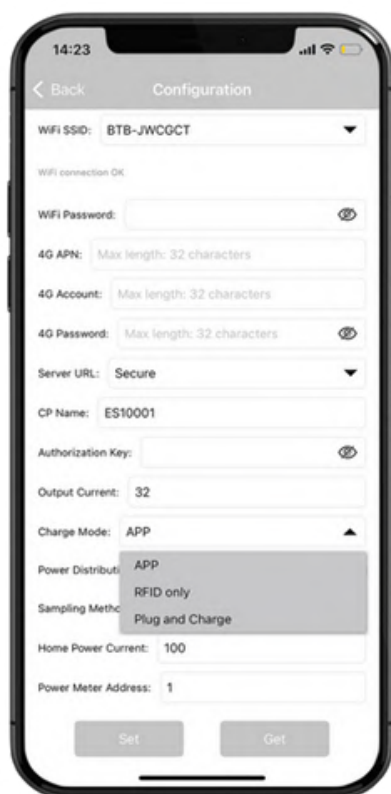 14:23
Back Configuration
WiFi SSID: BTB-JWCGCT
WiFi connection OK
WiFi Password:
4G APN: Max length: 32 characters
4G Account: Max length: 32 characters
4G Password: Max length: 32 characters
Server URL: Secure
CP Name: ES10001
Authorization Key:
Output Current: 32
Charge Mode: APP
Power Distributi APP
RFID only
Sampling Metho
Plug and Charge
Home Power Current: 100
Power Meter Address: 1
Set Get